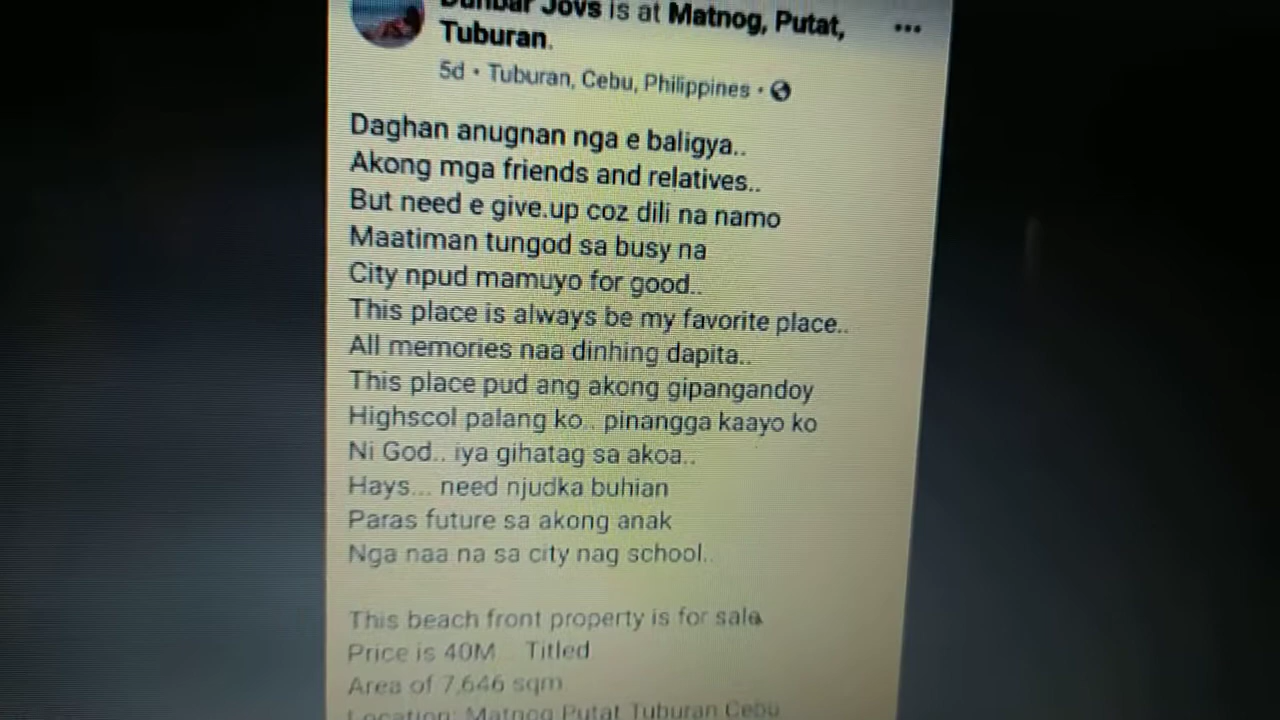 Dunbar Jovs is at Matnog, Putat,
Tuburan.
5d · Tuburan, Cebu, Philippines ·
Daghan anugnan nga e baligya..
Akong mga friends and relatives..
But need e give.up coz dili na namo
Maatiman tungod sa busy na
City npud mamuyo for good..
This place is always be my favorite place..
All memories naa dinhing dapita..
This place pud ang akong gipangandoy
Highscol palang ko.. pinangga kaayo ko
Ni God.. iya gihatag sa akoa..
Hays... need njudka buhian
Paras future sa akong anak
Nga naa na sa city nag school..
This beach front property is for sale
Price is 40M Titled
Area of 7,646 sqm
Location: Matnog Putat Tuburan Cebu